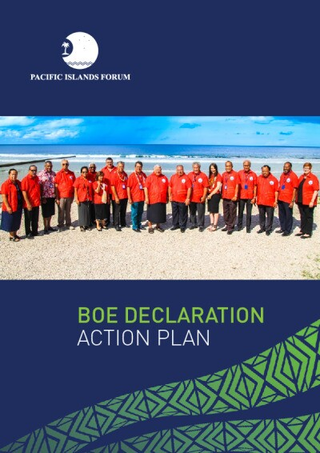 PACIFIC ISLANDS FORUM
BOE DECLARATION
ACTION PLAN